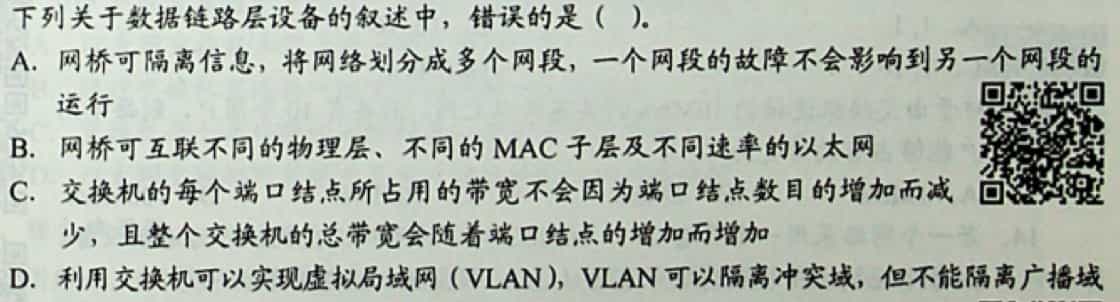 下列关于数据链路层设备的叙述中，错误的是（  ）。
A. 网桥可隔离信息，将网络划分成多个网段，一个网段的故障不会影响到另一个网段的
运行
B. 网桥可互联不同的物理层、不同的 MAC 子层及不同速率的以太网
C. 交换机的每个端口结点所占用的带宽不会因为端口结点数目的增加而减
少，且整个交换机的总带宽会随着端口结点的增加而增加
D. 利用交换机可以实现虚拟局域网（VLAN），VLAN 可以隔离冲突域，但不能隔离广播域